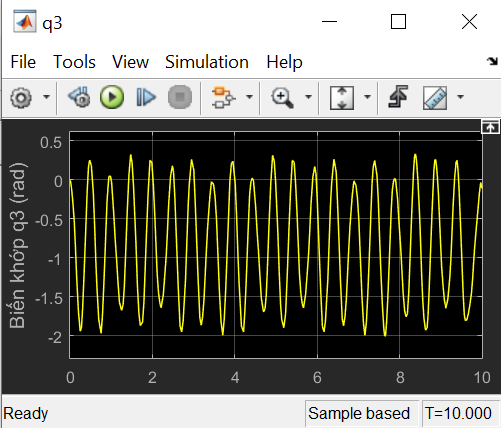 q3
File Tools View Simulation Help
Biến khớp q3 (rad)
0.5
0
-0.5
-1
-1.5
-2
0 2 4 6 8 10
Ready Sample based T=10.000